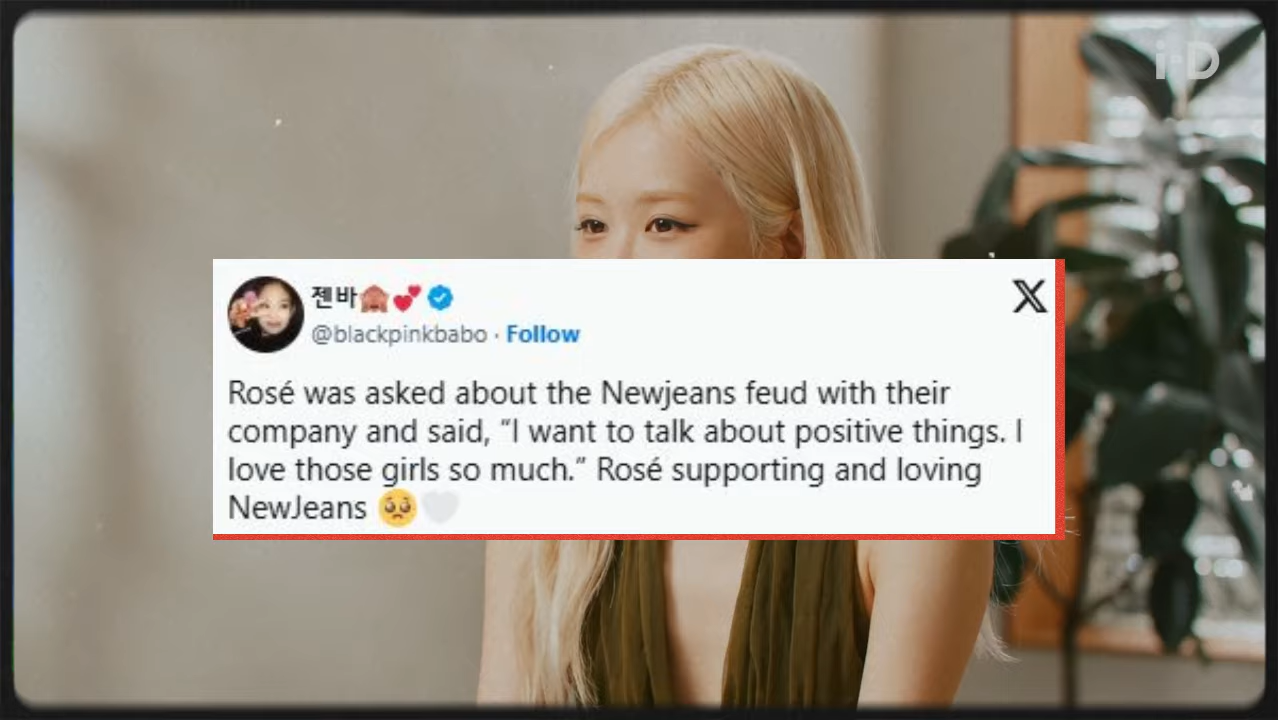 i-D
젠바🙈💕
@blackpinkbabo · Follow
Rosé was asked about the Newjeans feud with their
company and said, “I want to talk about positive things. I
love those girls so much.” Rosé supporting and loving
NewJeans 🥺🤍